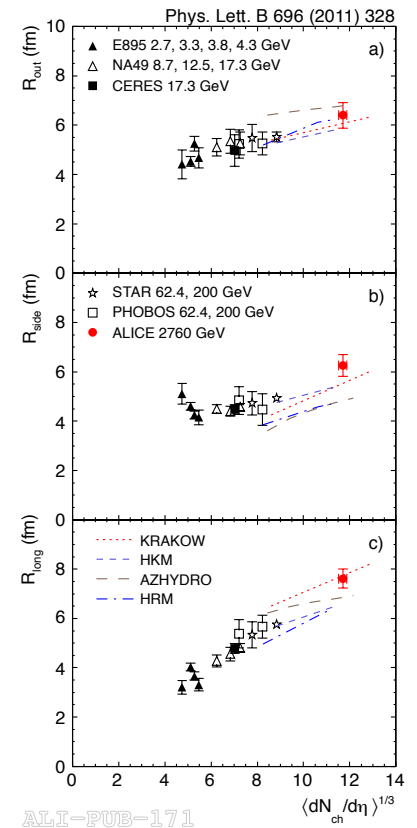 Phys. Lett. B 696 (2011) 328
R_out (fm)
10
8
6
4
2
0
a)
E895 2.7, 3.3, 3.8, 4.3 GeV
NA49 8.7, 12.5, 17.3 GeV
CERES 17.3 GeV
R_side (fm)
8
6
4
2
0
b)
STAR 62.4, 200 GeV
PHOBOS 62.4, 200 GeV
ALICE 2760 GeV
R_long (fm)
8
6
4
2
0
c)
KRAKOW
HKM
AZHYDRO
HRM
0 2 4 6 8 10 12 14
⟨dN_ch/dη⟩^1/3
ALI-PUB-171